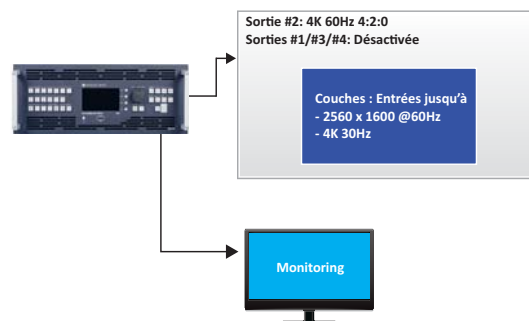 Sortie #2: 4K 60Hz 4:2:0
Sorties #1/#3/#4: Désactivée
Couches : Entrées jusqu'à
- 2560 x 1600 @60Hz
- 4K 30Hz
Monitoring